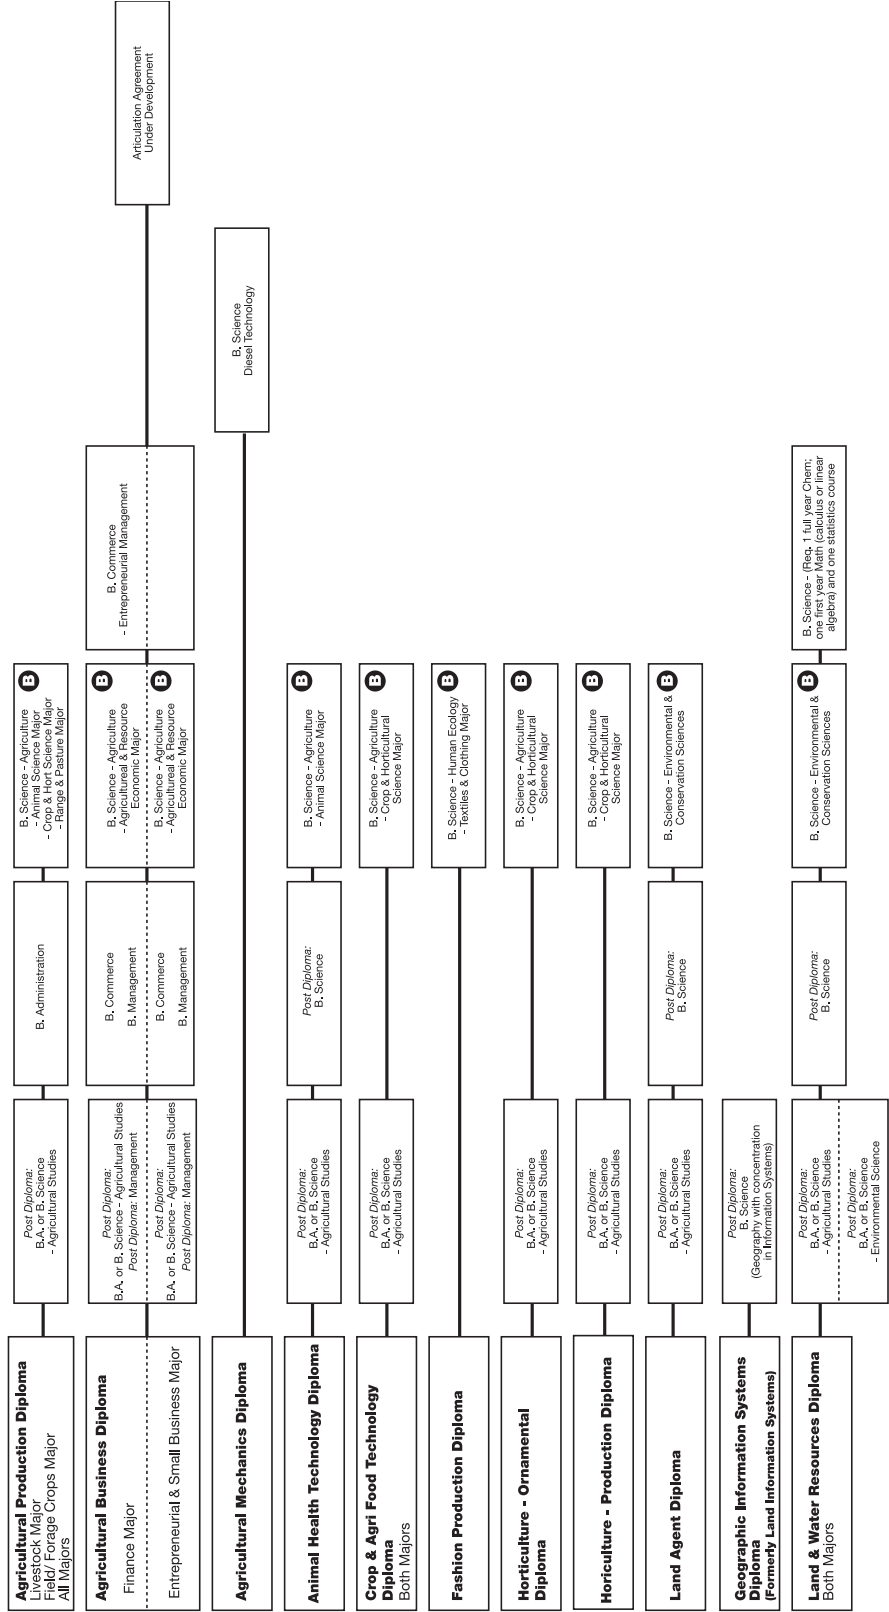 Agricultural Production Diploma
Livestock Major
Field/ Forage Crops Major
All Majors
Post Diploma:
B.A. or B. Science
- Agricultural Studies
B. Administration
B. Science - Agriculture
- Animal Science Major
- Crop & Hort Science Major
- Range & Pasture Major
B
Agricultural Business Diploma
Finance Major
Entrepreneurial & Small Business Major
Post Diploma:
B.A. or B. Science - Agricultural Studies
Post Diploma: Management
Post Diploma:
B.A. or B. Science - Agricultural Studies
Post Diploma: Management
B. Commerce
B. Management
B. Commerce
B. Management
B. Science - Agriculture
- Agricultureal & Resource
Economic Major
B
B. Science - Agriculture
- Agricultureal & Resource
Economic Major
B
B. Commerce
- Entrepreneurial Management
Articulation Agreement
Under Development
Agricultural Mechanics Diploma
B. Science
Diesel Technology
Animal Health Technology Diploma
Post Diploma:
B.A. or B. Science
- Agricultural Studies
Post Diploma:
B. Science
B. Science - Agriculture
- Animal Science Major
B
Crop & Agri Food Technology
Diploma
Both Majors
Post Diploma:
B.A. or B. Science
- Agricultural Studies
B. Science - Agriculture
- Crop & Horticultural
Science Major
B
Fashion Production Diploma
B. Science - Human Ecology
- Textiles & Clothing Major
B
Horticulture - Ornamental
Diploma
Post Diploma:
B.A. or B. Science
- Agricultural Studies
B. Science - Agriculture
- Crop & Horticultural
Science Major
B
Horiculture - Production Diploma
Post Diploma:
B.A. or B. Science
- Agricultural Studies
B. Science - Agriculture
- Crop & Horticultural
Science Major
B
Land Agent Diploma
Post Diploma:
B.A. or B. Science
- Agricultural Studies
Post Diploma:
B. Science
B. Science - Environmental &
Conservation Sciences
B
Geographic Information Systems
Diploma
(Formerly Land Information Systems)
Post Diploma:
B. Science
(Geography with concentration
in Information Systems)
Land & Water Resources Diploma
Both Majors
Post Diploma:
B.A. or B. Science
- Agricultural Studies
Post Diploma:
B.A. or B. Science
- Environmental Science
Post Diploma:
B. Science
B. Science - Environmental &
Conservation Sciences
B
B. Science - (Req. 1 full year Chem;
one first year Math (calculus or linear
algebra) and one statistics course